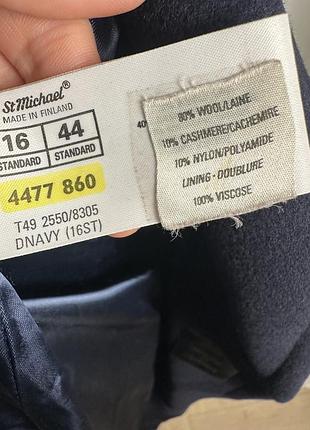 St Michael®
MADE IN FINLAND
16 44
STANDARD STANDARD
4477 860
T49 2550/8305
DNAVY (16ST)
40
80% WOOL/LAINE
10% CASHMERE/CACHEMIRE
10% NYLON/POLYAMIDE
LINING - DOUBLURE
100% VISCOSE